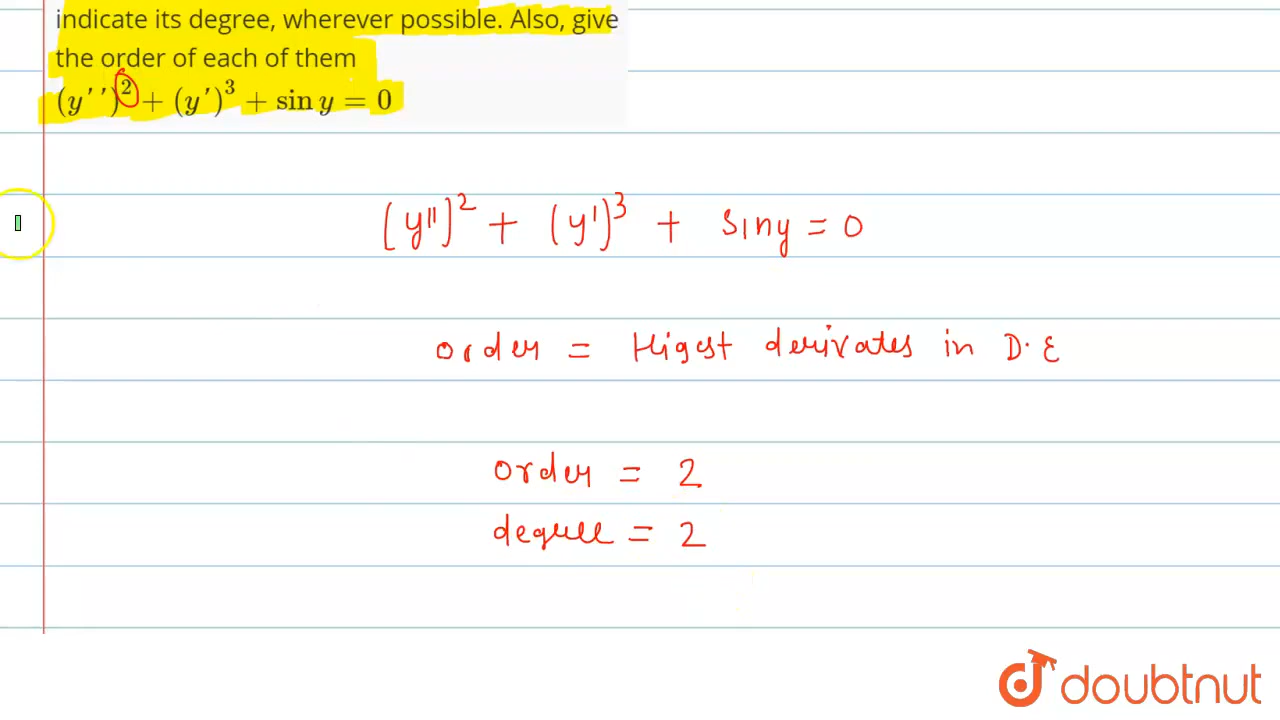 indicate its degree, wherever possible. Also, give
the order of each of them
(y′′)² + (y′)³ + sin y = 0
(y")² + (y')³ + siny = 0
order = Higest derivates in D.E
order = 2
degree = 2
doubtnut